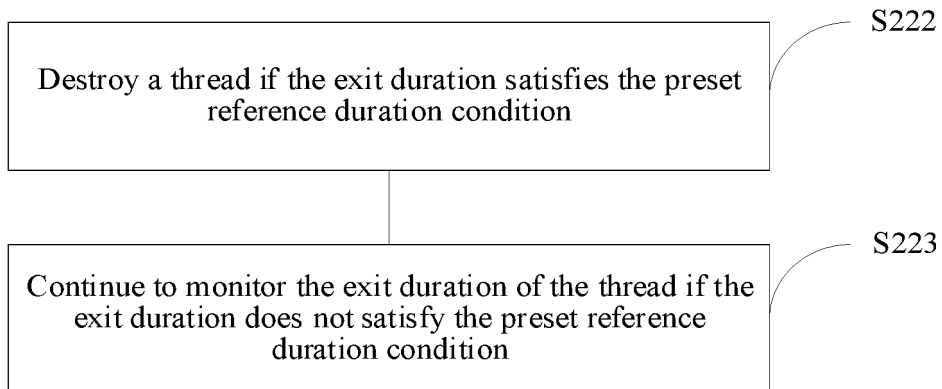 S222
Destroy a thread if the exit duration satisfies the preset
reference duration condition
S223
Continue to monitor the exit duration of the thread if the
exit duration does not satisfy the preset reference
duration condition